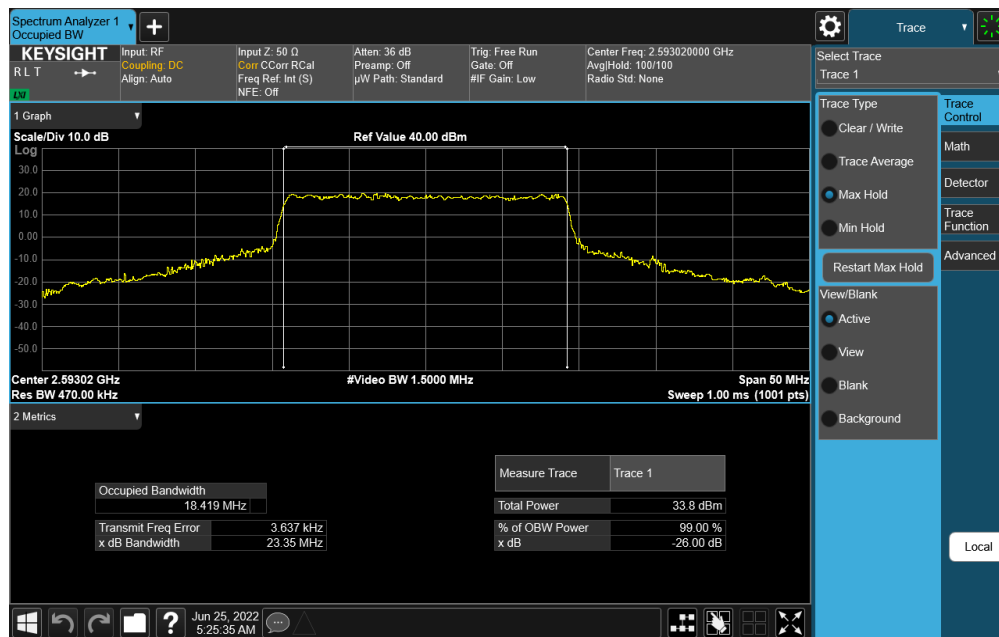 Spectrum Analyzer 1
Occupied BW
+
Trace
KEYSIGHT
R L T
LXI
Input: RF
Coupling: DC
Align: Auto
Input Z: 50 Ω
Corr CCorr RCal
Freq Ref: Int (S)
NFE: Off
Atten: 36 dB
Preamp: Off
µW Path: Standard
Trig: Free Run
Gate: Off
#IF Gain: Low
Center Freq: 2.593020000 GHz
Avg|Hold: 100/100
Radio Std: None
Select Trace
Trace 1
1 Graph
Scale/Div 10.0 dB
Ref Value 40.00 dBm
Log
30.0
20.0
10.0
0.00
-10.0
-20.0
-30.0
-40.0
-50.0
Center 2.59302 GHz
#Video BW 1.5000 MHz
Span 50 MHz
Res BW 470.00 kHz
Sweep 1.00 ms (1001 pts)
Trace Type
Clear / Write
Trace Average
Max Hold
Min Hold
Restart Max Hold
View/Blank
Active
View
Blank
Background
Trace
Control
Math
Detector
Trace
Function
Advanced
Local
2 Metrics
Occupied Bandwidth
18.419 MHz
Transmit Freq Error 3.637 kHz
x dB Bandwidth 23.35 MHz
Measure Trace Trace 1
Total Power 33.8 dBm
% of OBW Power 99.00 %
x dB -26.00 dB
?
Jun 25, 2022
5:25:35 AM